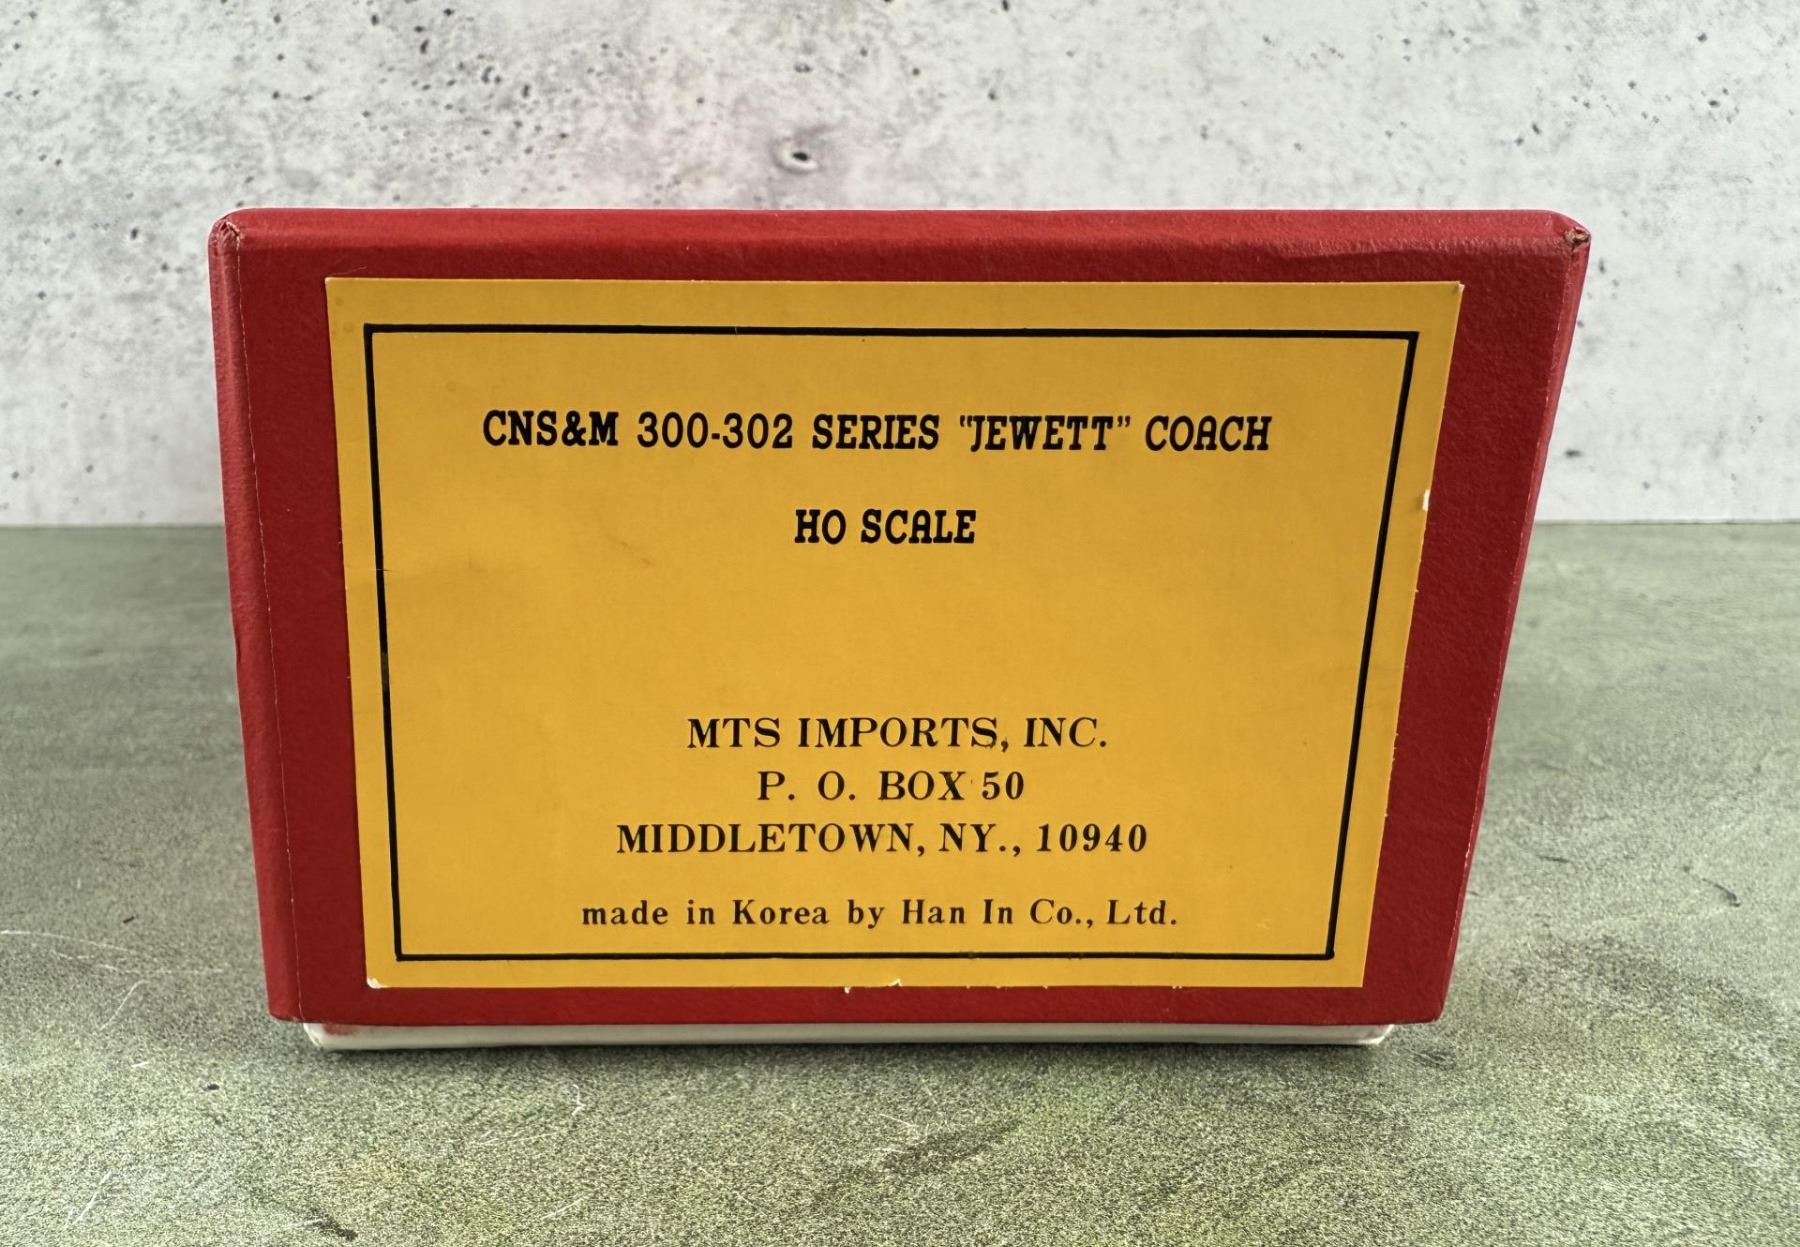 CNS&M 300-302 SERIES "JEWETT" COACH
HO SCALE
MTS IMPORTS, INC.
P. O. BOX 50
MIDDLETOWN, NY., 10940
made in Korea by Han In Co., Ltd.